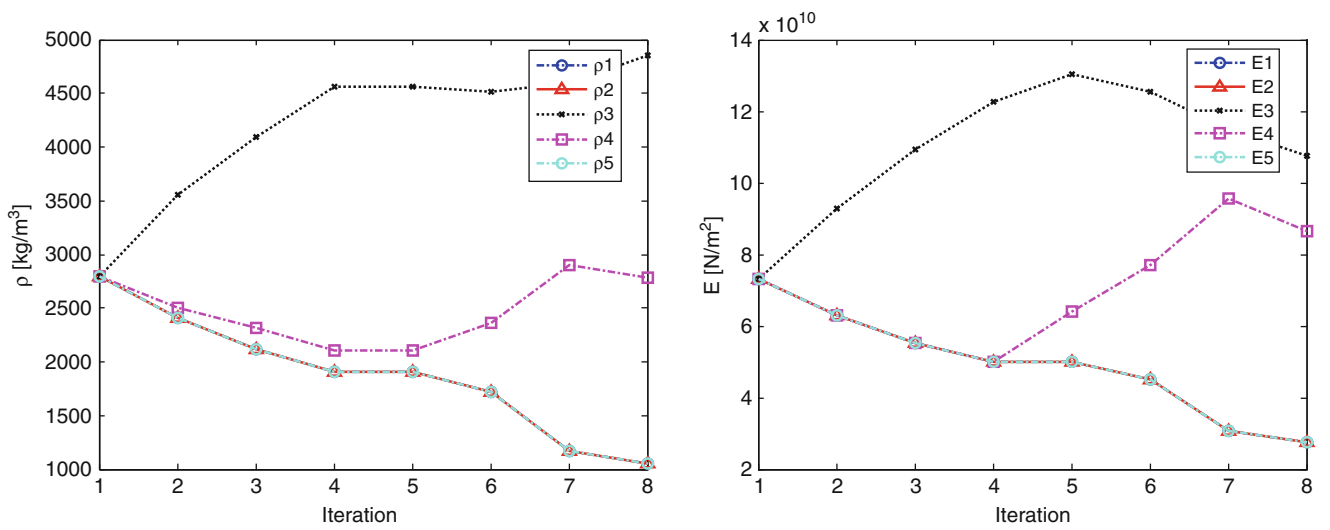 5000
4500
4000
3500
3000
2500
2000
1500
1000
ρ [kg/m³]
1 2 3 4 5 6 7 8
Iteration
ρ1
ρ2
ρ3
ρ4
ρ5
x 10¹⁰
14
12
10
8
6
4
2
E [N/m²]
1 2 3 4 5 6 7 8
Iteration
E1
E2
E3
E4
E5